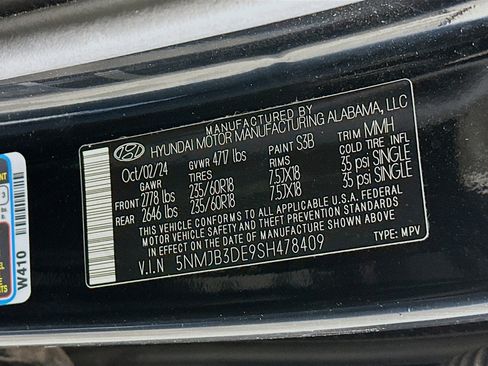 MANUFACTURED BY
HYUNDAI MOTOR MANUFACTURING ALABAMA, LLC
Oct/02/24 GVWR 4717 lbs PAINT S3B TRIM MMH
GAWR TIRES RIMS COLD TIRE INFL
FRONT 2778 lbs 235/60R18 7.5JX18 35 psi SINGLE
REAR 2646 lbs 235/60R18 7.5JX18 35 psi SINGLE
THIS VEHICLE CONFORMS TO ALL APPLICABLE U.S.A. FEDERAL
MOTOR VEHICLE SAFETY AND THEFT PREVENTION STANDARDS
IN EFFECT ON THE DATE OF MANUFACTURE SHOWN ABOVE.
V.I.N 5NMJB3DE9SH478409 TYPE: MPV
W410